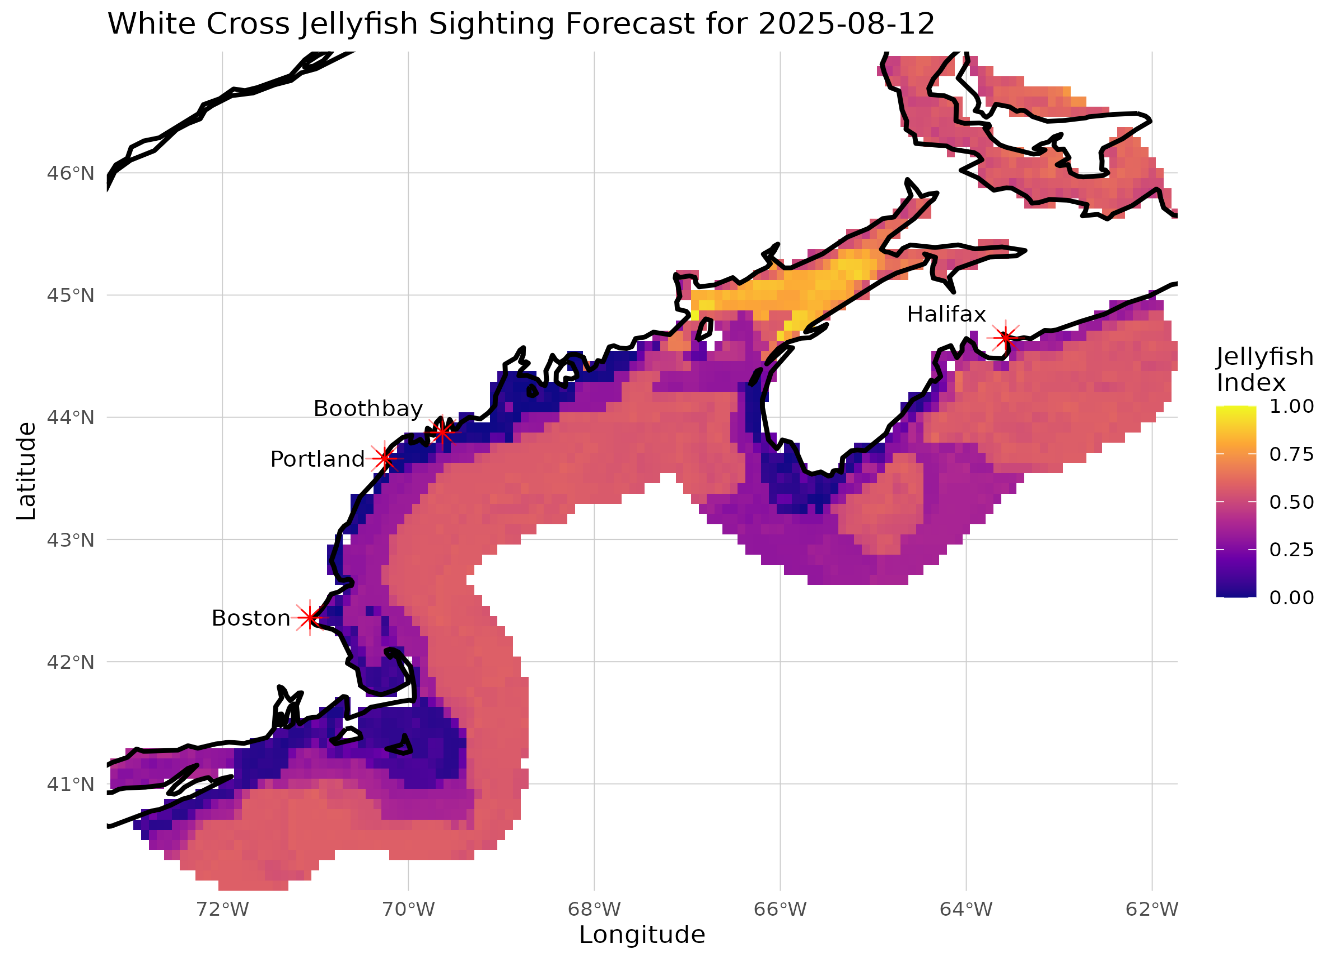 White Cross Jellyfish Sighting Forecast for 2025-08-12
46°N
45°N
44°N
43°N
42°N
41°N
Latitude
Halifax
Boothbay
Portland
Boston
72°W
70°W
68°W
66°W
64°W
62°W
Longitude
Jellyfish
Index
1.00
0.75
0.50
0.25
0.00